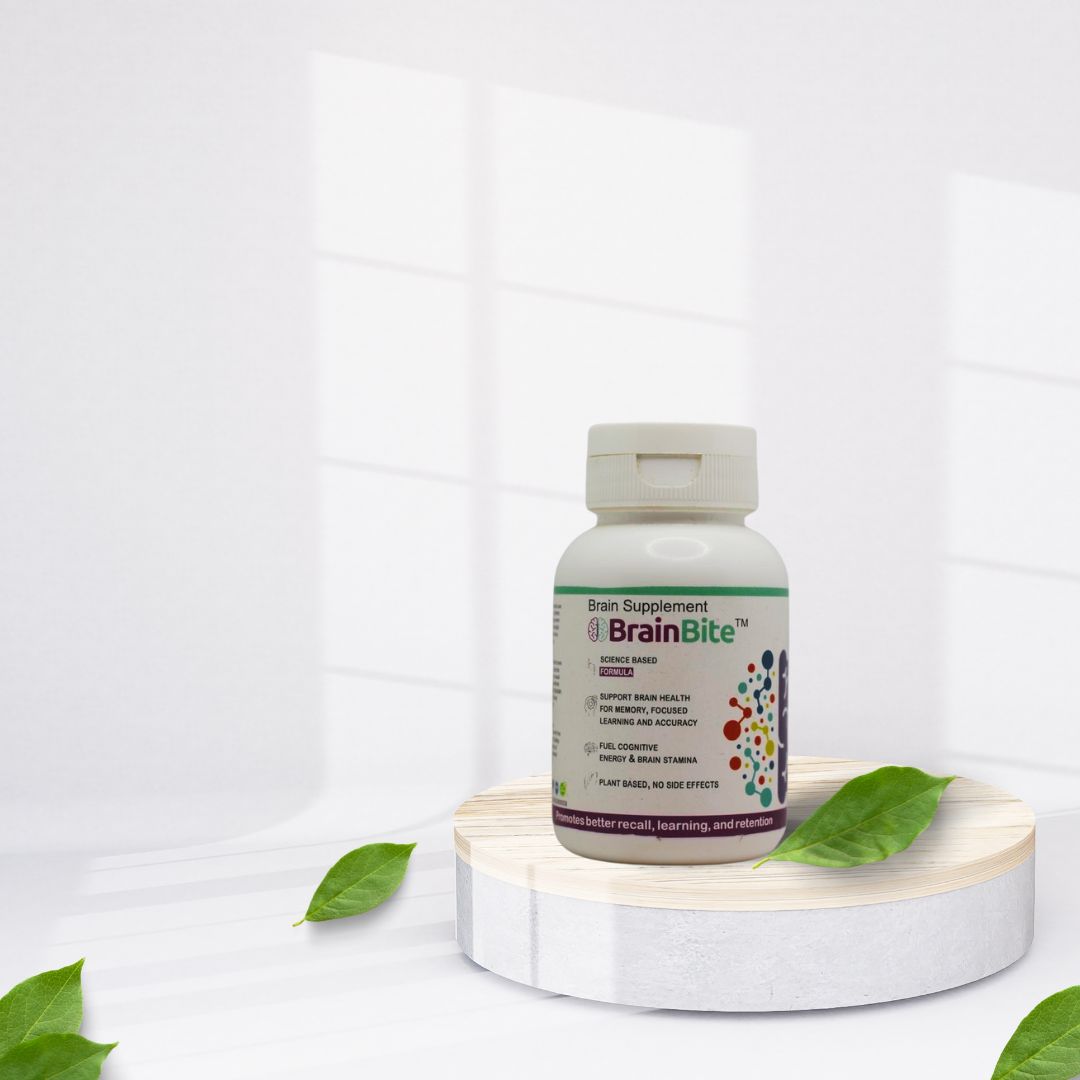 Brain Supplement
BrainBite™
SCIENCE BASED
FORMULA
SUPPORT BRAIN HEALTH
FOR MEMORY, FOCUSED
LEARNING AND ACCURACY
FUEL COGNITIVE
ENERGY & BRAIN STAMINA
PLANT BASED, NO SIDE EFFECTS
Promotes better recall, learning, and retention